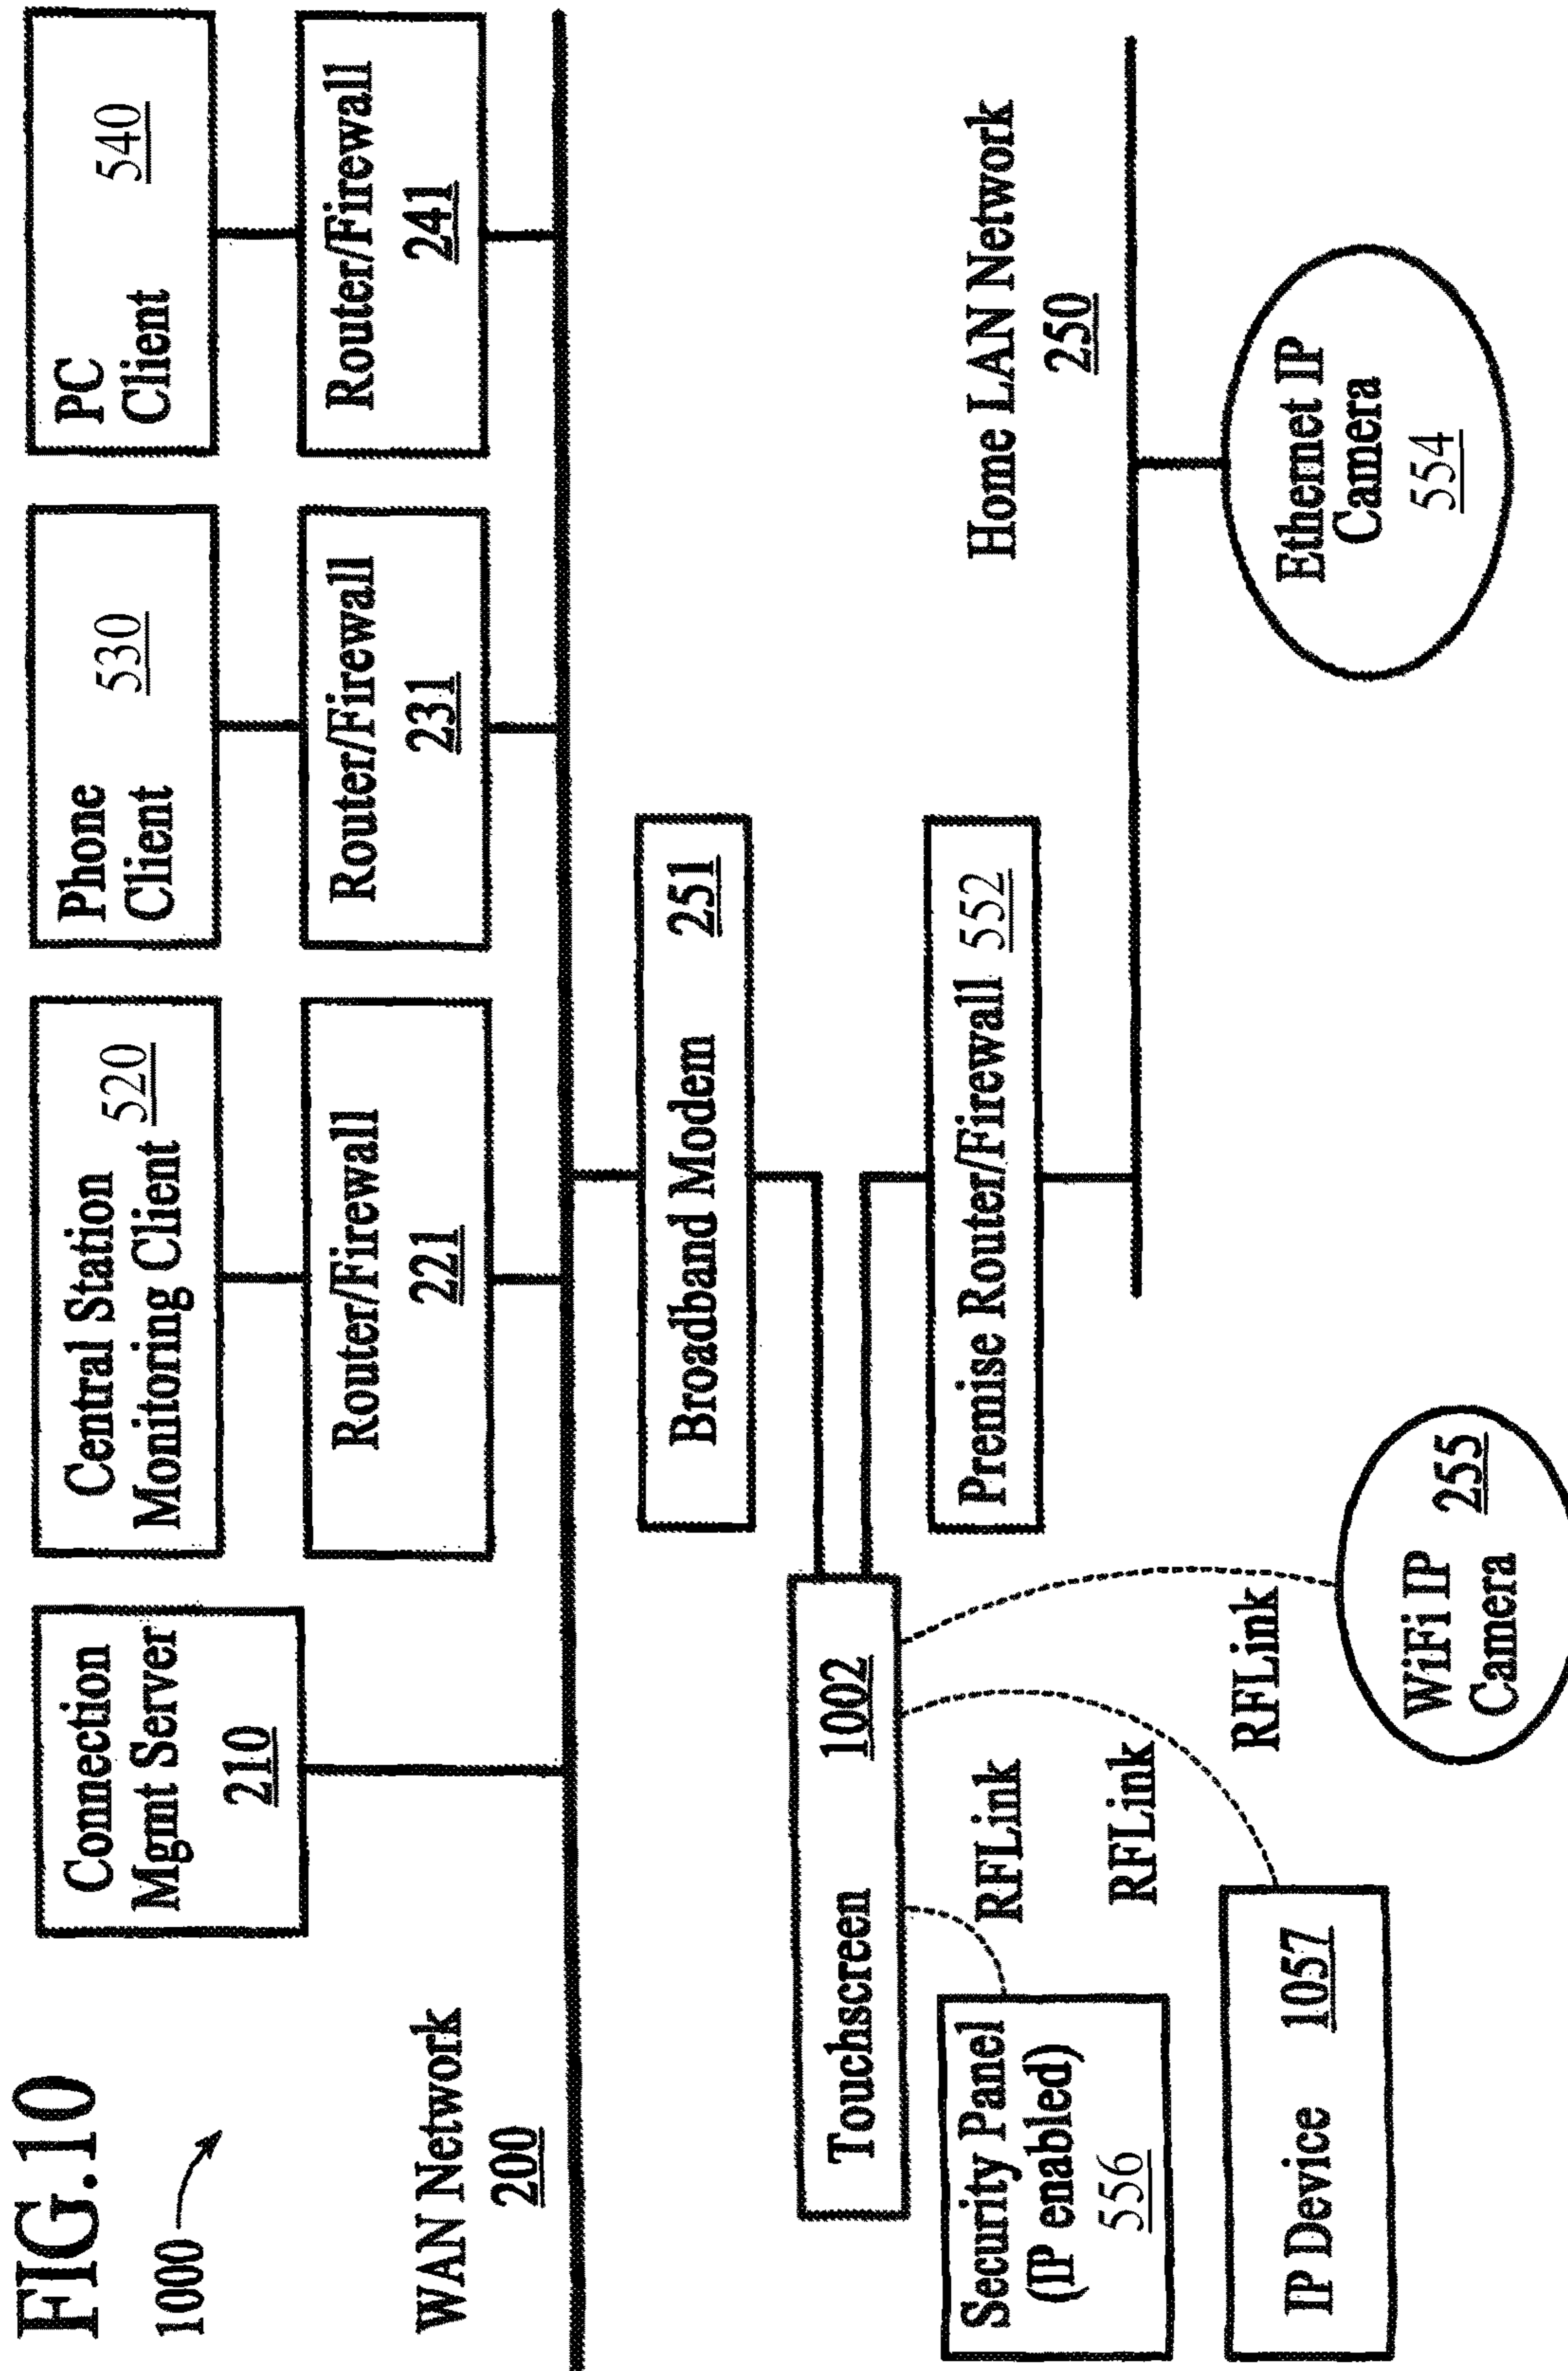 FIG.10
1000
Connection
Mgmt Server
210
Central Station
Monitoring Client
520
Phone
Client
530
PC
Client
540
Router/Firewall
221
Router/Firewall
231
Router/Firewall
241
WAN Network
200
Broadband Modem 251
Touchscreen 1002
Premise Router/Firewall 552
Home LAN Network
250
Security Panel
(IP enabled)
556
RFLink
RFLink
RFLink
IP Device 1057
WiFi IP
Camera
255
Ethernet IP
Camera
554